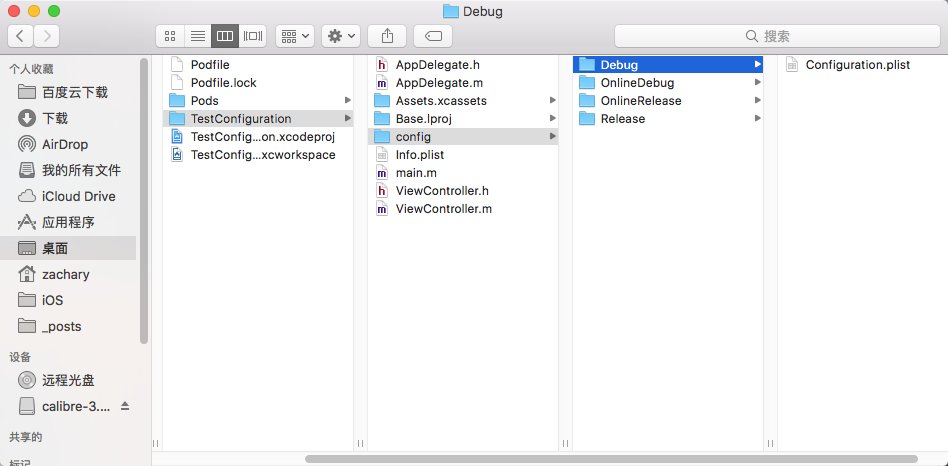 Debug
搜索
个人收藏
百度云下载
下载
AirDrop
我的所有文件
iCloud Drive
应用程序
桌面
zachary
iOS
_posts
设备
远程光盘
calibre-3....
共享的
标记
Podfile
Podfile.lock
Pods
TestConfiguration
TestConfig...on.xcodeproj
TestConfig...xcworkspace
AppDelegate.h
AppDelegate.m
Assets.xcassets
Base.lproj
config
Info.plist
main.m
ViewController.h
ViewController.m
Debug
OnlineDebug
OnlineRelease
Release
Configuration.plist